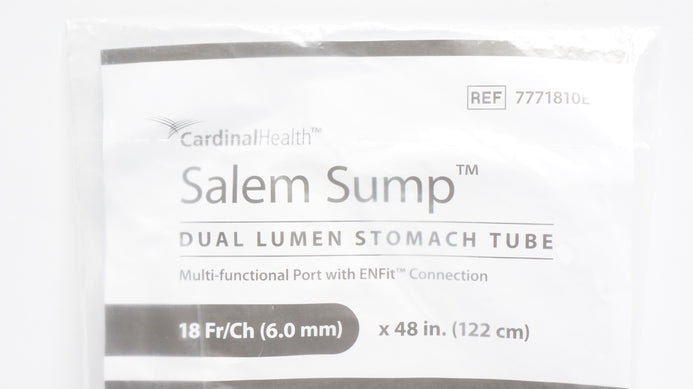 REF 7771810E
CardinalHealth™
Salem Sump™
DUAL LUMEN STOMACH TUBE
Multi-functional Port with ENFit™ Connection
18 Fr/Ch (6.0 mm) x 48 in. (122 cm)